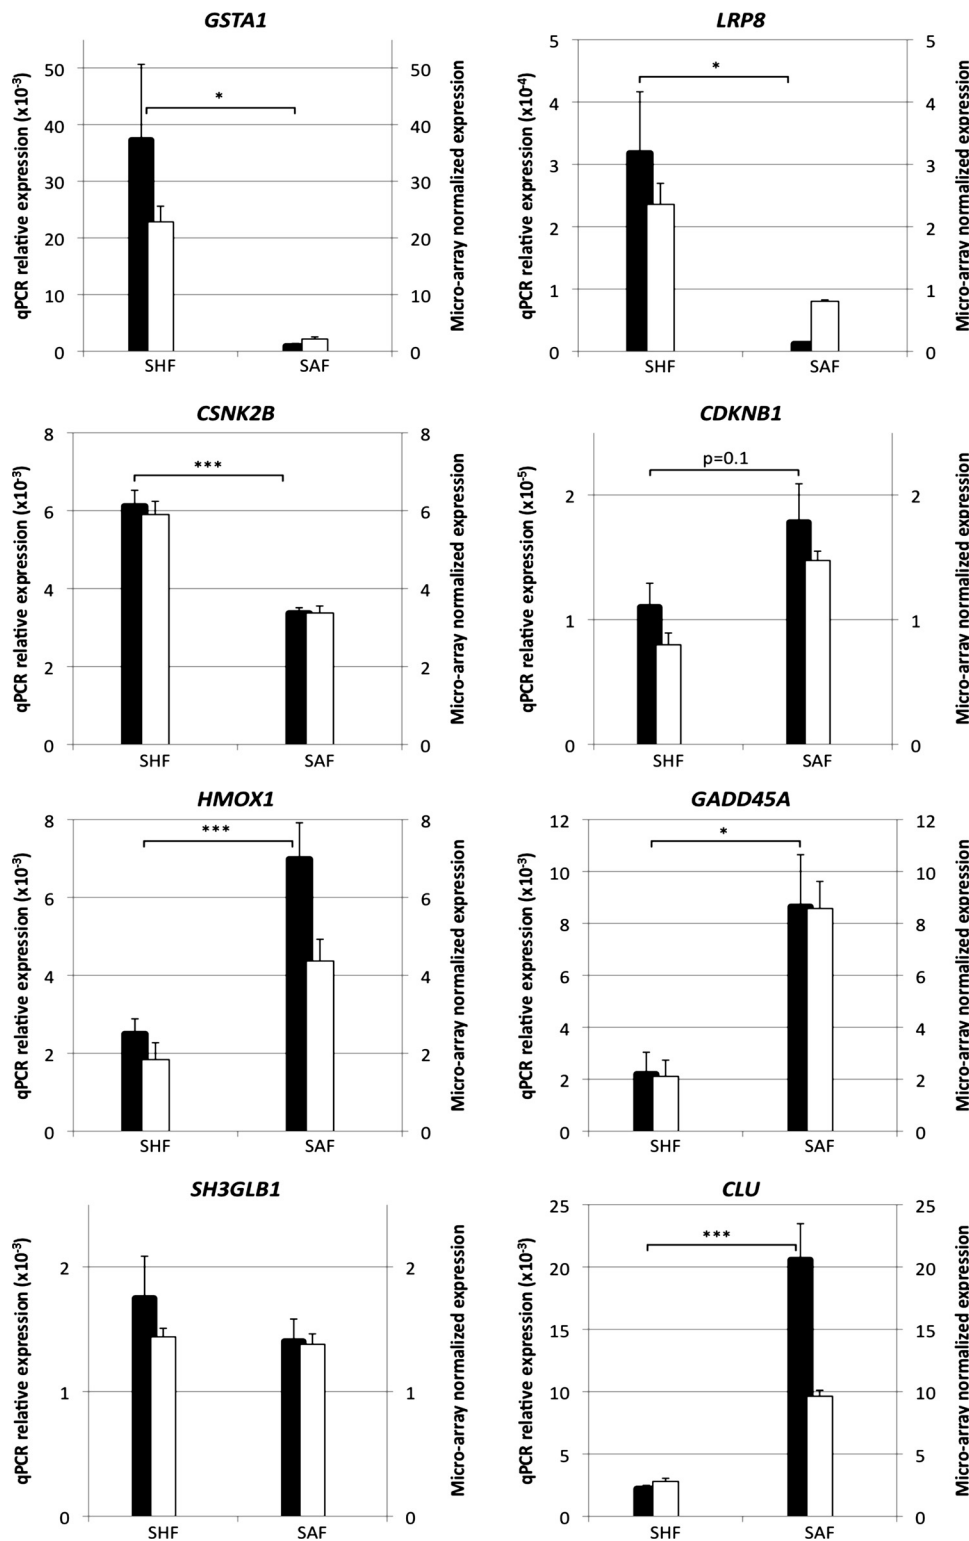 GSTA1
qPCR relative expression (x10-3)
50
40
30
20
10
0
*
SHF
SAF
50
40
30
20
10
0
Micro-array normalized expression
LRP8
qPCR relative expression (x10-4)
5
4
3
2
1
0
*
SHF
SAF
5
4
3
2
1
0
Micro-array normalized expression
CSNK2B
qPCR relative expression (x10-3)
8
6
4
2
0
***
SHF
SAF
8
6
4
2
0
Micro-array normalized expression
CDKNB1
qPCR relative expression (x10-5)
2
1
0
p=0.1
SHF
SAF
2
1
0
Micro-array normalized expression
HMOX1
qPCR relative expression (x10-3)
8
6
4
2
0
***
SHF
SAF
8
6
4
2
0
Micro-array normalized expression
GADD45A
qPCR relative expression (x10-3)
12
10
8
6
4
2
0
*
SHF
SAF
12
10
8
6
4
2
0
Micro-array normalized expression
SH3GLB1
qPCR relative expression (x10-3)
2
1
0
SHF
SAF
2
1
0
Micro-array normalized expression
CLU
qPCR relative expression (x10-3)
25
20
15
10
5
0
***
SHF
SAF
25
20
15
10
5
0
Micro-array normalized expression